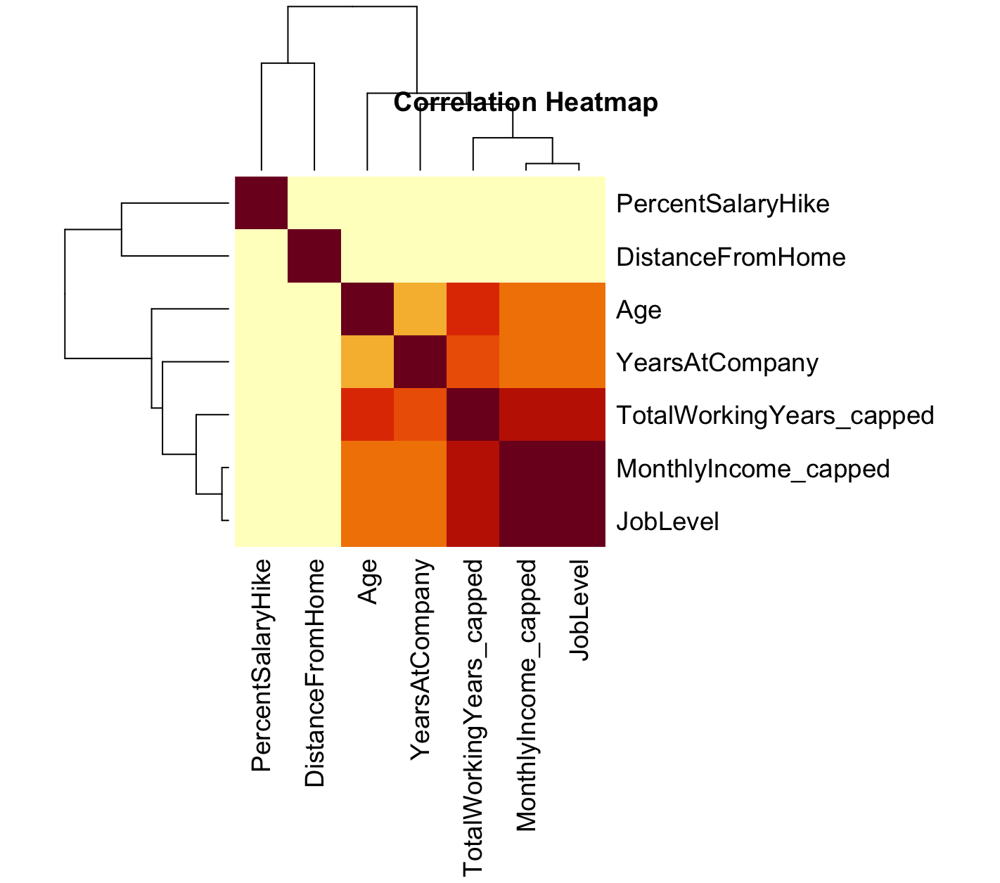 Correlation Heatmap
PercentSalaryHike
DistanceFromHome
Age
YearsAtCompany
TotalWorkingYears_capped
MonthlyIncome_capped
JobLevel
PercentSalaryHike
DistanceFromHome
Age
YearsAtCompany
TotalWorkingYears_capped
MonthlyIncome_capped
JobLevel